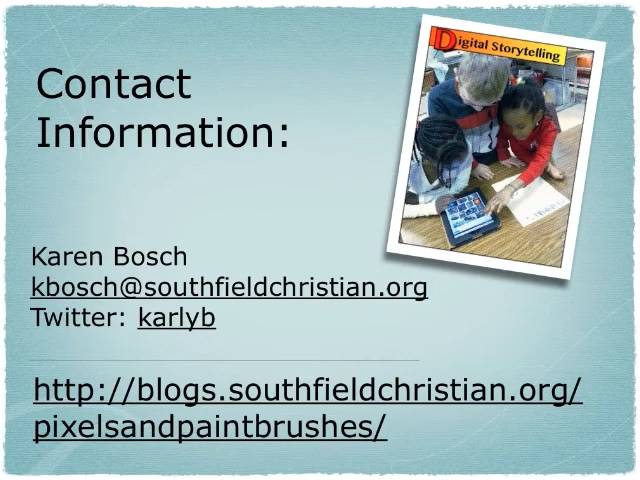 Digital Storytelling
Contact
Information:
Karen Bosch
kbosch@southfieldchristian.org
Twitter: karlyb
http://blogs.southfieldchristian.org/
pixelsandpaintbrushes/